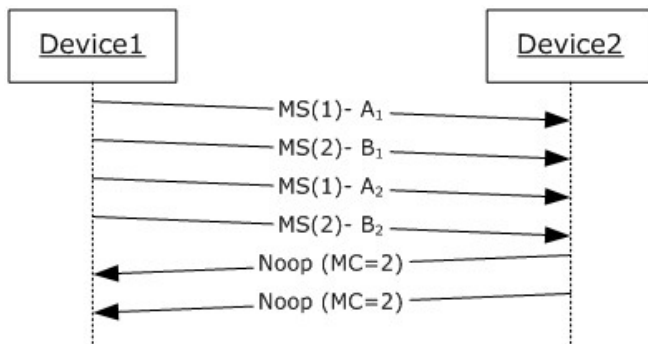 Device1
Device2
MS(1)- A₁
MS(2)- B₁
MS(1)- A₂
MS(2)- B₂
Noop (MC=2)
Noop (MC=2)